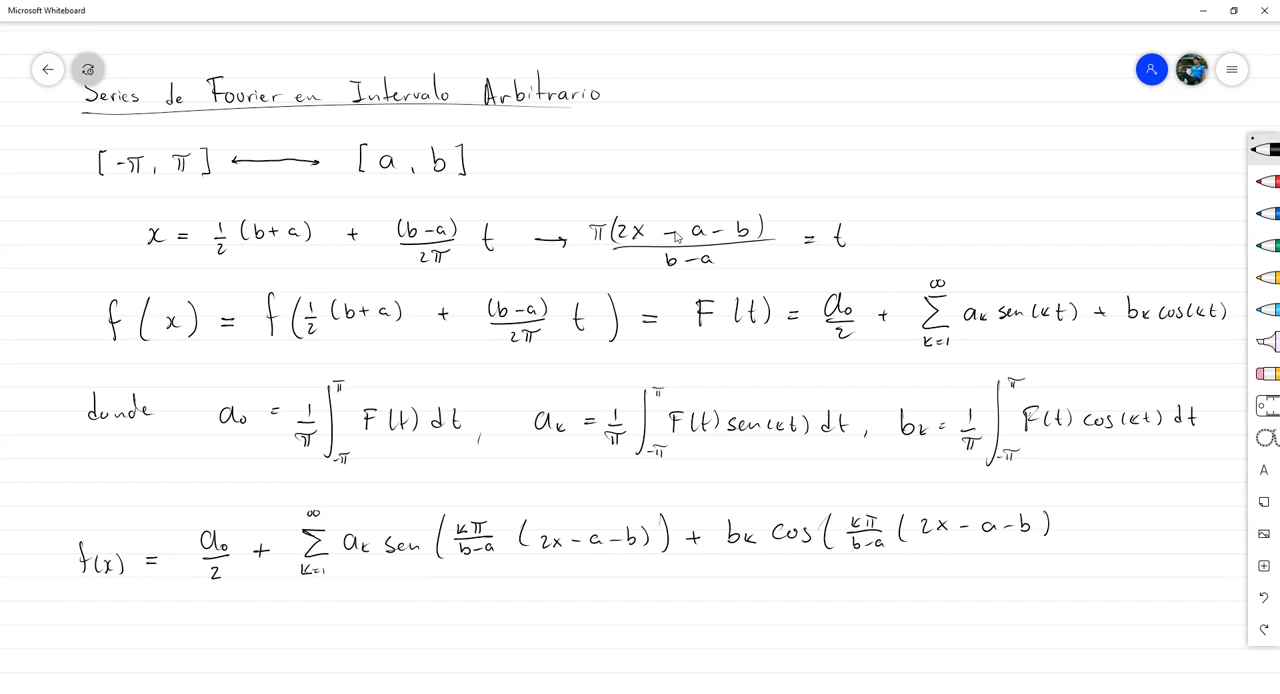 Microsoft Whiteboard
Series de Fourier en Intervalo Arbitrario
[-π, π] ⟷ [a, b]
x = 1/2 (b+a) + (b-a)/2π t → π(2x - a - b)/b-a = t
f(x) = f(1/2 (b+a) + (b-a)/2π t) = F(t) = a₀/2 + ∑_{k=1}^{∞} aₖ sen(kt) + bₖ cos(kt)
donde a₀ = 1/π ∫_{-π}^{π} F(t) dt, aₖ = 1/π ∫_{-π}^{π} F(t) sen(kt) dt, bₖ = 1/π ∫_{-π}^{π} F(t) cos(kt) dt
f(x) = a₀/2 + ∑_{k=1}^{∞} aₖ sen(kπ/b-a (2x-a-b)) + bₖ cos(kπ/b-a (2x-a-b)
A